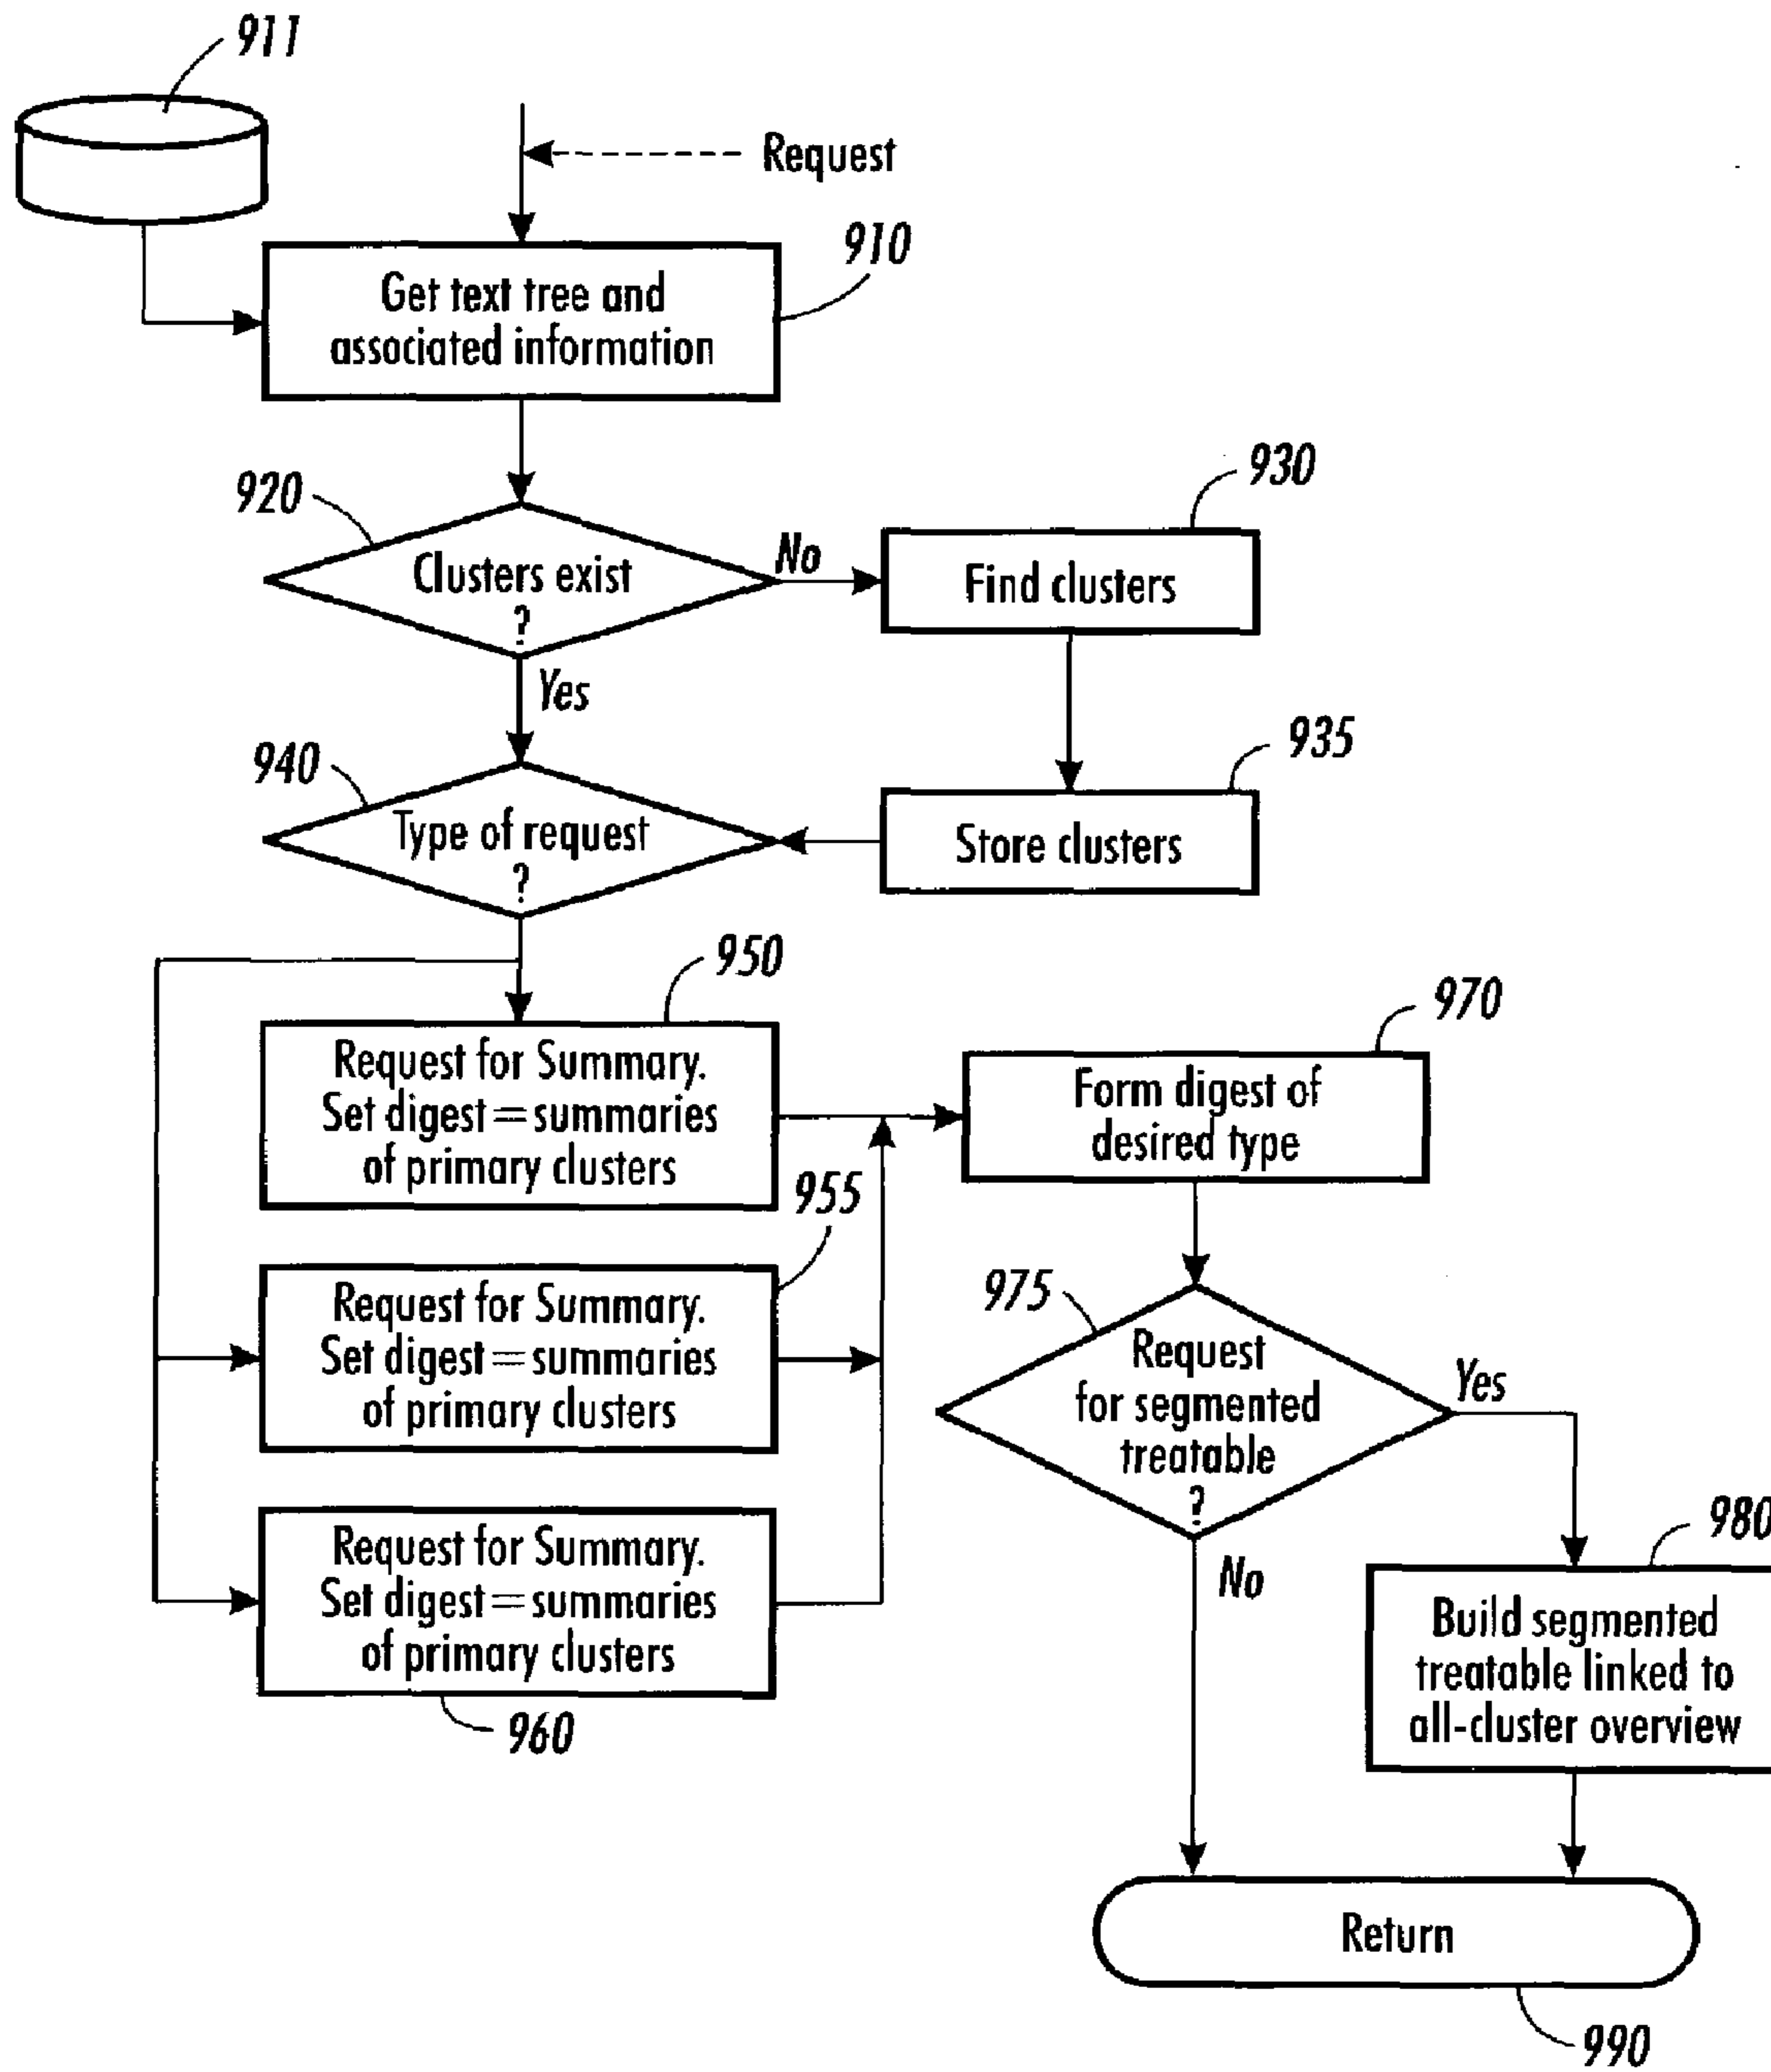 911
Request
910
Get text tree and
associated information
920
Clusters exist
?
No
930
Find clusters
Yes
940
Type of request
?
935
Store clusters
950
Request for Summary.
Set digest = summaries
of primary clusters
955
Request for Summary.
Set digest = summaries
of primary clusters
Request for Summary.
Set digest = summaries
of primary clusters
960
970
Form digest of
desired type
975
Request
for segmented
treatable
?
Yes
No
980
Build segmented
treatable linked to
all-cluster overview
Return
990